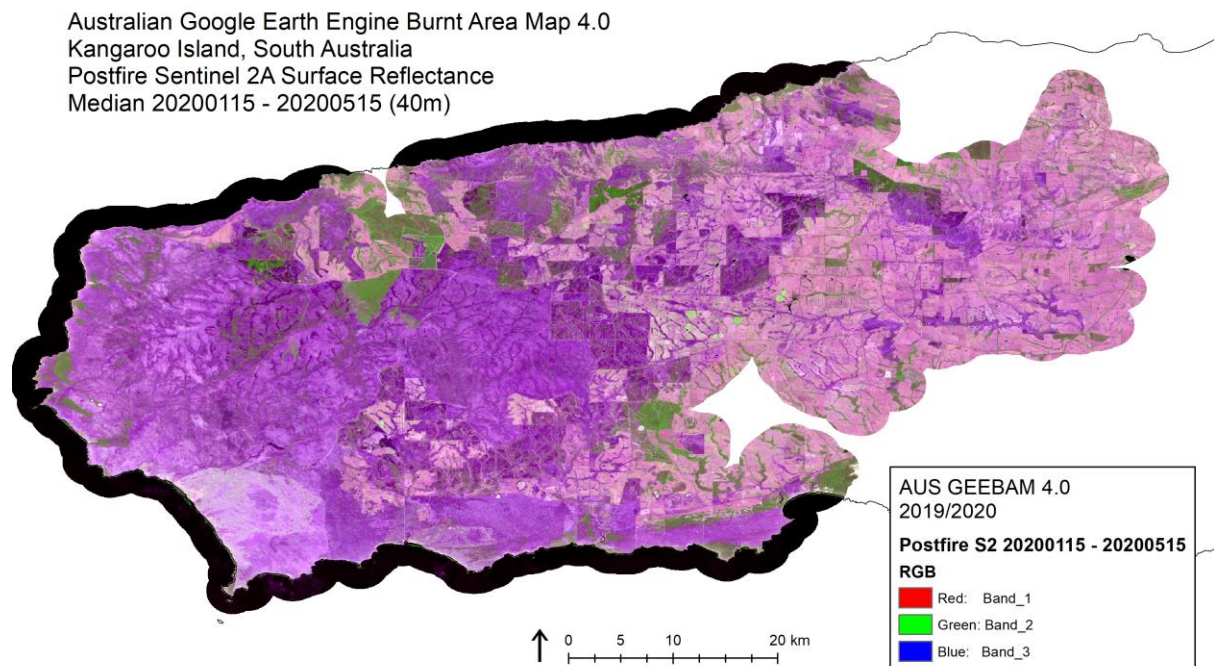 Australian Google Earth Engine Burnt Area Map 4.0
Kangaroo Island, South Australia
Postfire Sentinel 2A Surface Reflectance
Median 20200115 - 20200515 (40m)
AUS GEEBAM 4.0
2019/2020
Postfire S2 20200115 - 20200515
RGB
Red: Band_1
Green: Band_2
Blue: Band_3
0 5 10 20 km